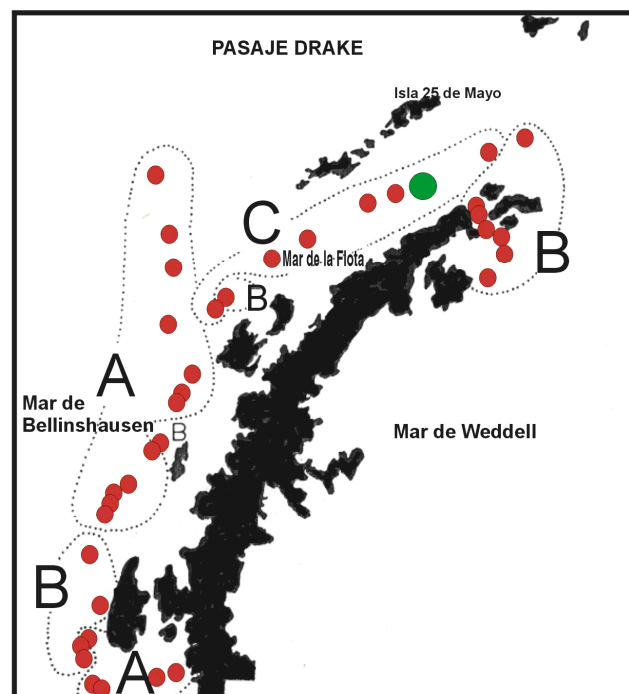 PASAJE DRAKE
Isla 25 de Mayo
C
Mar de la Flota
B
B
A
Mar de
Bellinshausen
B
Mar de Weddell
B
A